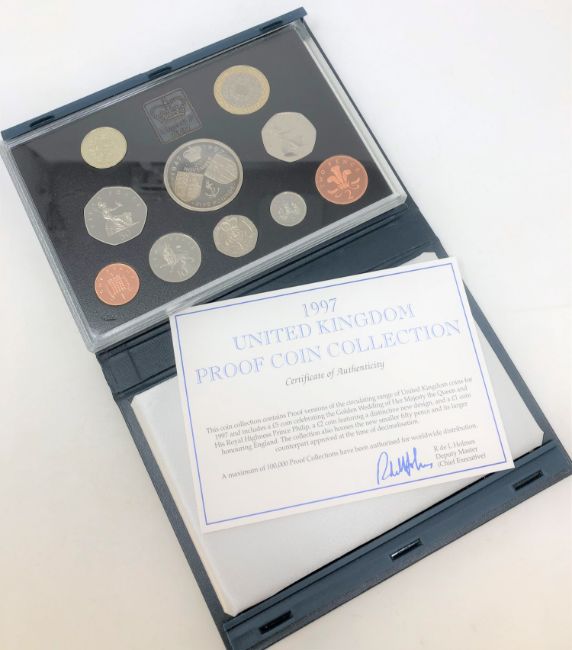 1997
UNITED KINGDOM
PROOF COIN COLLECTION
Certificate of Authenticity
This coin collection contains Proof versions of the circulating range of United Kingdom coins for
1997 and includes a £5 coin celebrating the Golden Wedding of Her Majesty the Queen and
His Royal Highness Prince Philip, a £2 coin featuring a distinctive new design, and a £1 coin
honouring England. The collection also houses the new smaller fifty pence and its larger
counterpart approved at the time of decimalisation.
A maximum of 100,000 Proof Collections have been authorised for worldwide distribution.
R de L Holmes
Deputy Master
(Chief Executive)